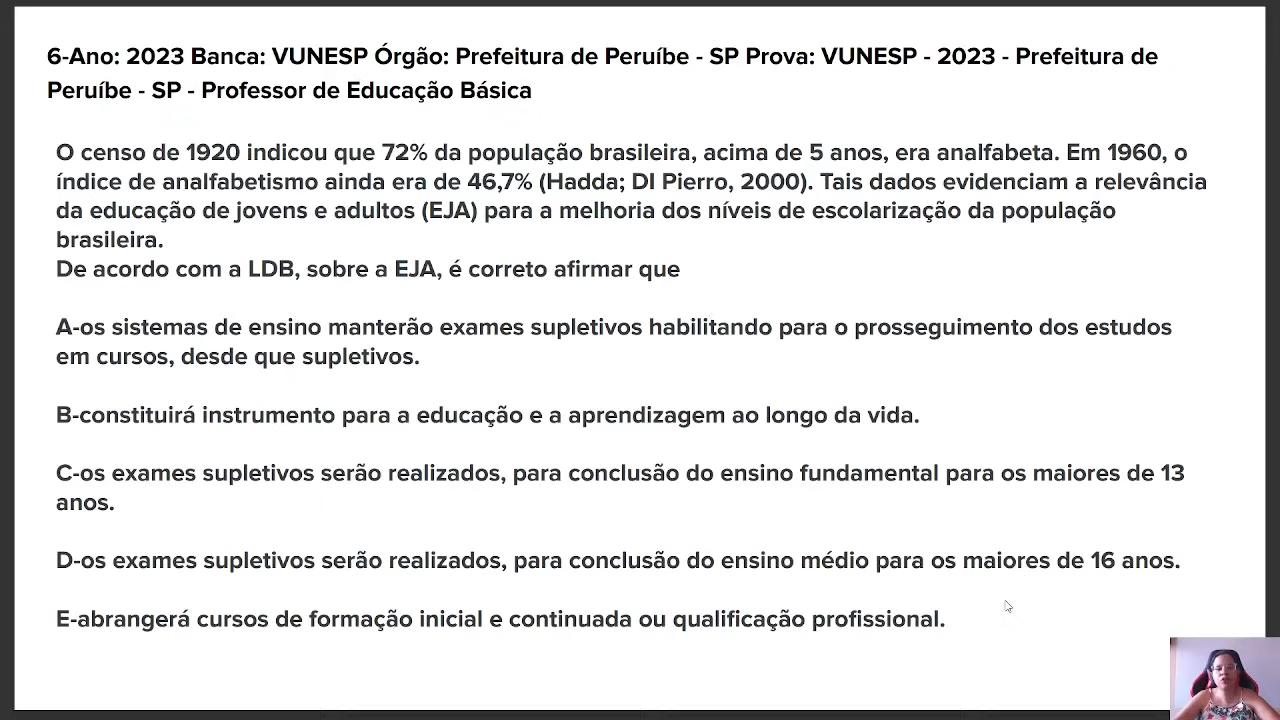 6-Ano: 2023 Banca: VUNESP Órgão: Prefeitura de Peruíbe - SP Prova: VUNESP - 2023 - Prefeitura de
Peruíbe - SP - Professor de Educação Básica
O censo de 1920 indicou que 72% da população brasileira, acima de 5 anos, era analfabeta. Em 1960, o
índice de analfabetismo ainda era de 46,7% (Hadda; DI Pierro, 2000). Tais dados evidenciam a relevância
da educação de jovens e adultos (EJA) para a melhoria dos níveis de escolarização da população
brasileira.
De acordo com a LDB, sobre a EJA, é correto afirmar que
A-os sistemas de ensino manterão exames supletivos habilitando para o prosseguimento dos estudos
em cursos, desde que supletivos.
B-constituirá instrumento para a educação e a aprendizagem ao longo da vida.
C-os exames supletivos serão realizados, para conclusão do ensino fundamental para os maiores de 13
anos.
D-os exames supletivos serão realizados, para conclusão do ensino médio para os maiores de 16 anos.
E-abrangerá cursos de formação inicial e continuada ou qualificação profissional.